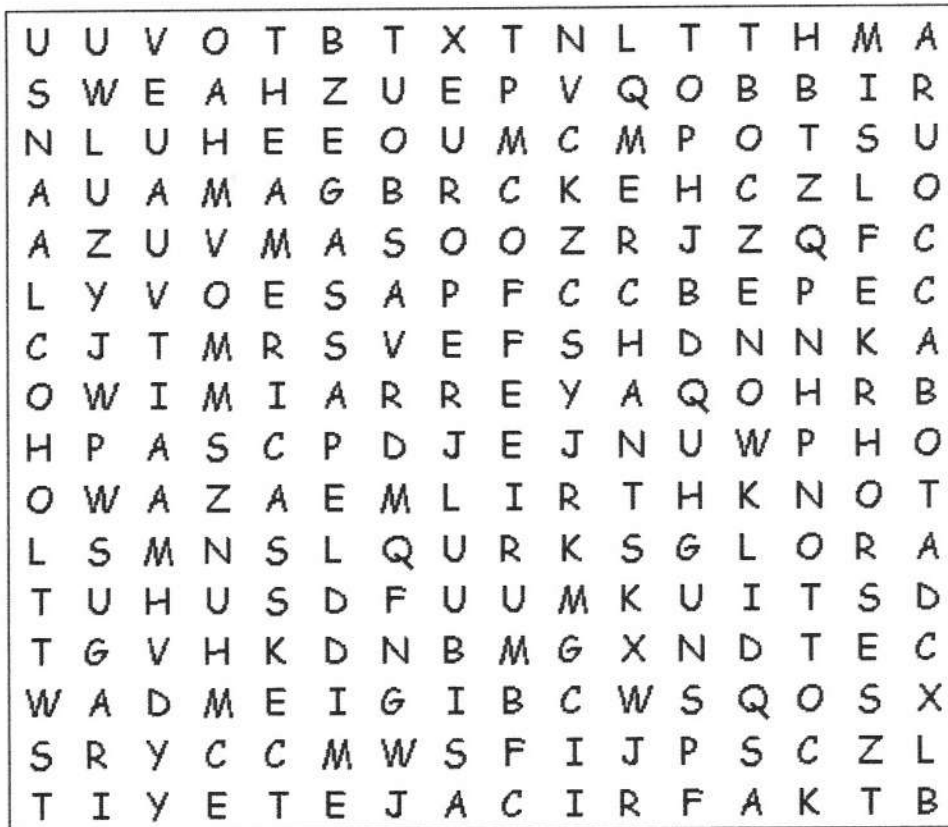 U U V O T B T X T N L T T H M A
S W E A H Z U E P V Q O B B I R
N L U H E E O U M C M P O T S U
A U A M A G B R C K E H C Z L O
A Z U V M A S O O Z R J Z Q F C
L Y V O E S A P F C C B E P E C
C J T M R S V E F S H D N N K A
O W I M I A R R E Y A Q O H R B
H P A S C P D J E J N U W P H O
O W A Z A E M L I R T H K N O T
L S M N S L Q U R K S G L O R A
T U H U S D F U U M K U I T S D
T G V H K D N B M G X N D T E C
W A D M E I G I B C W S Q O S X
S R Y C C M W S F I J P S C Z L
T I Y E T E J A C I R F A K T B